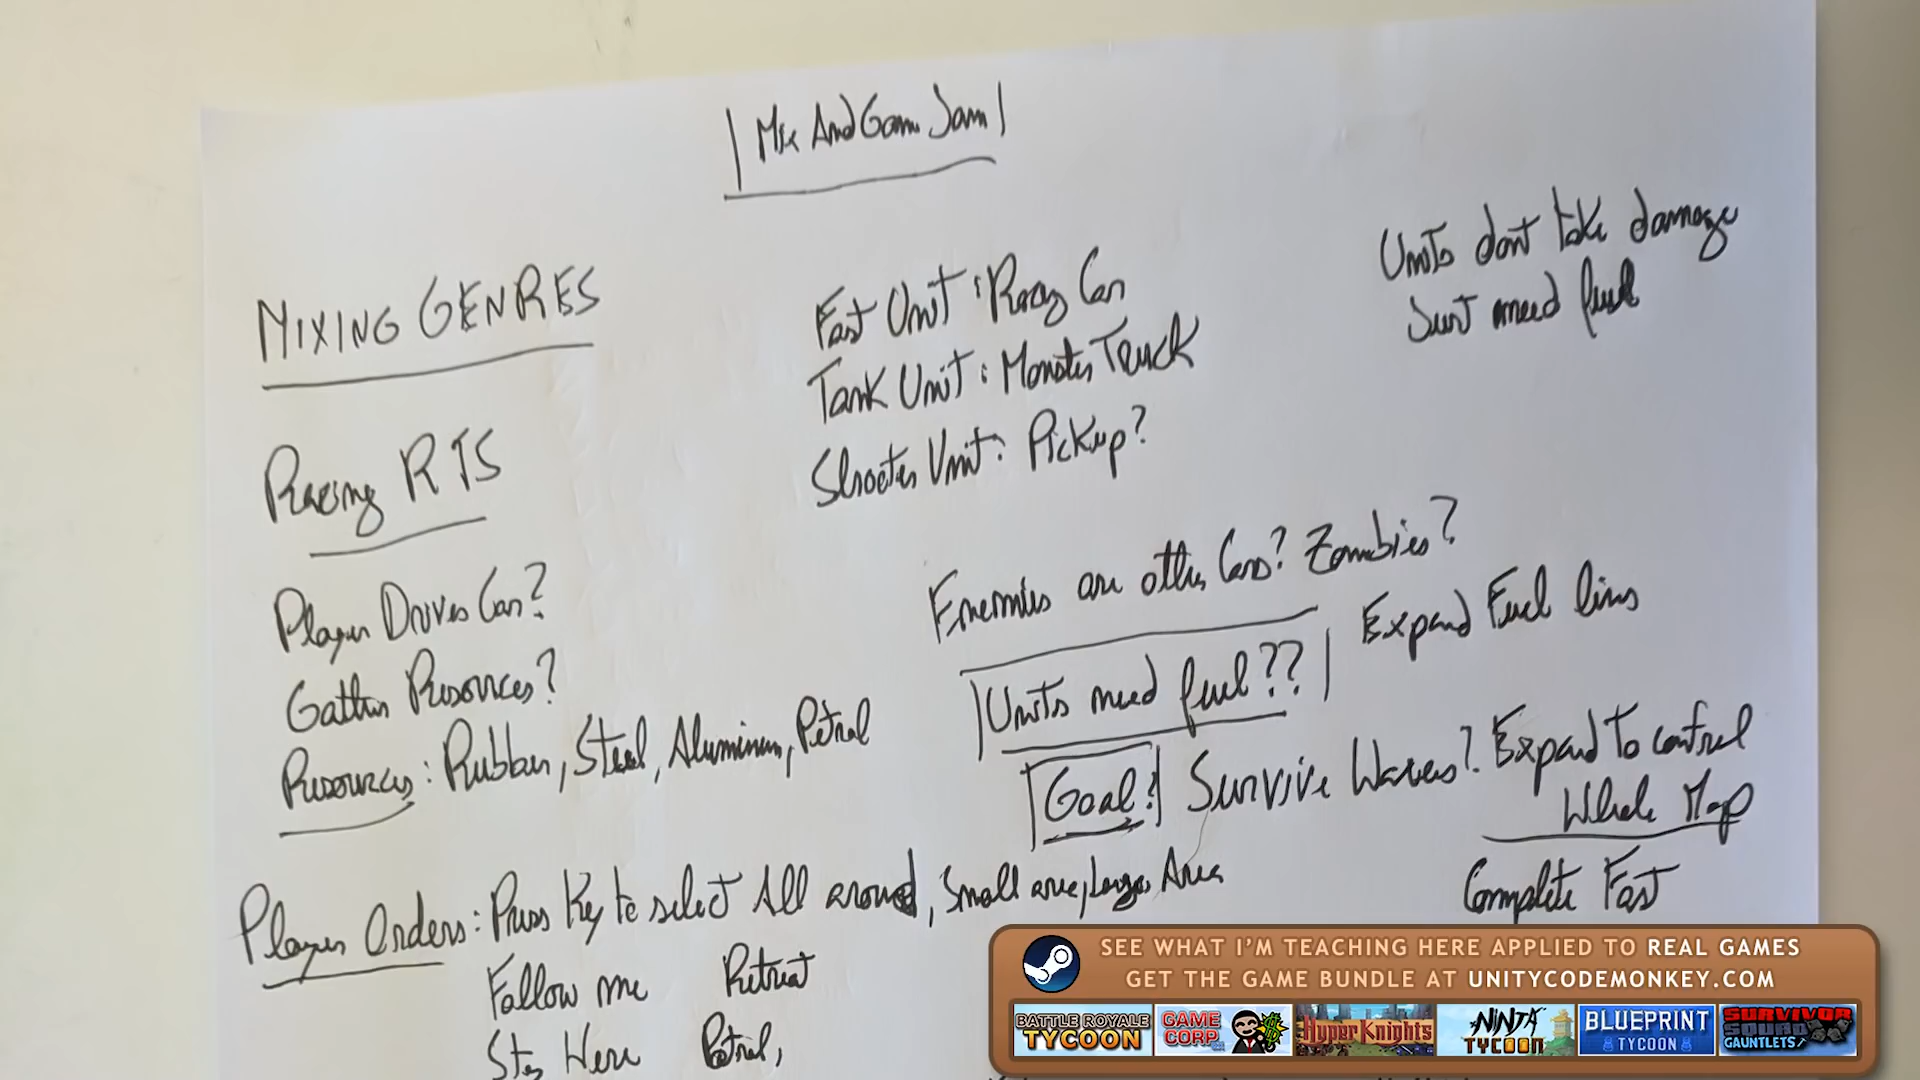 Mix And Game Jam
MIXING GENRES
Racing RTS
Player Drives Car?
Gather Resources?
Resources: Rubber, Steel, Aluminium, Petrol
Fast Unit: Racing Car
Tank Unit: Monster Truck
Shooter Unit: Pickup?
Units dont take damage
Just need fuel
Enemies are other Cars? Zombies?
Units need fuel??
Expand Fuel lines
Goal? Survive Waves? Expand to control
Whole Map
Complete Fast
Player Orders: Press Key to select All around, Small area, Larger Area
Follow me
Retreat
Stay Here
Patrol,
SEE WHAT I'M TEACHING HERE APPLIED TO REAL GAMES
GET THE GAME BUNDLE AT UNITYCODEMONKEY.COM
BATTLE ROYALE TYCOON
GAME CORP
HYPER KNIGHTS
NINJA TYCOON
BLUEPRINT TYCOON
SURVIVOR SQUAD GAUNTLETS